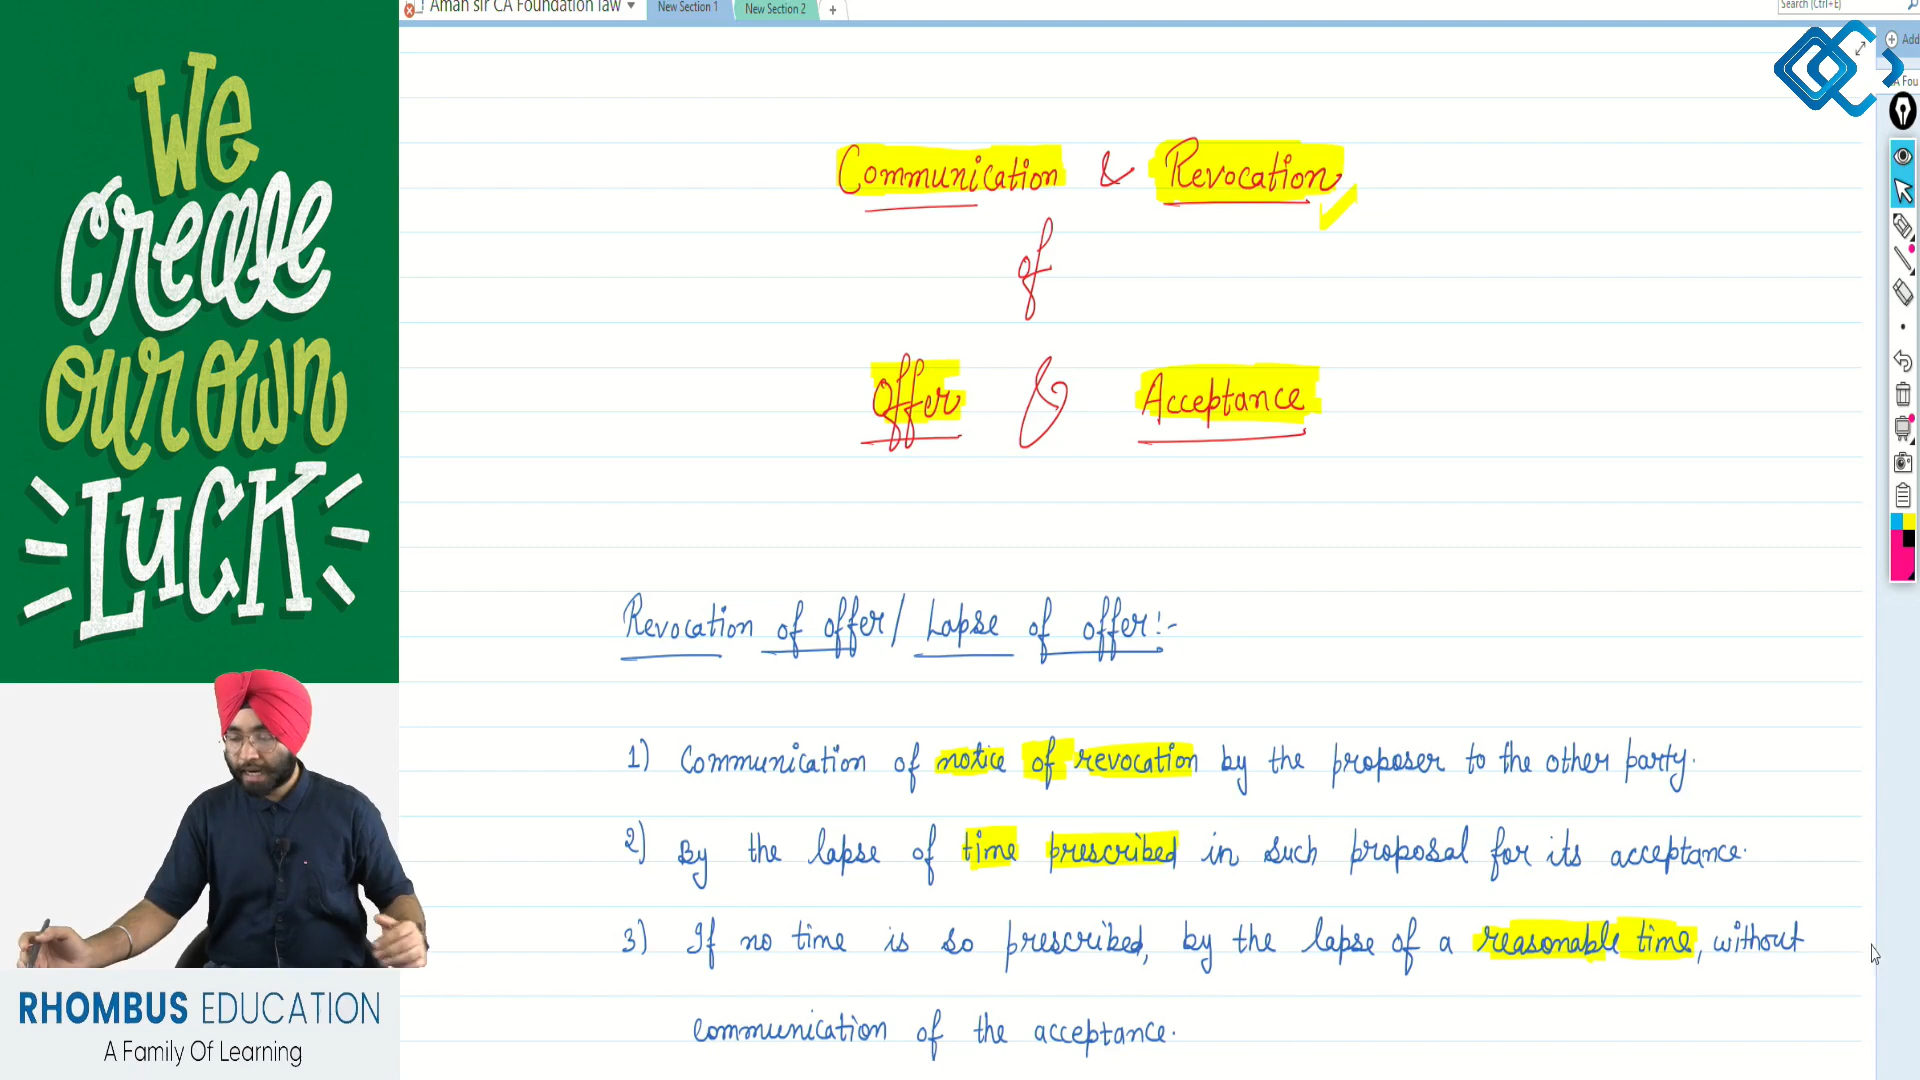 Aman sir CA Foundation law
New Section 1
New Section 2
Search (Ctrl+E)
Add
A Fou
We
Create
our own
Luck
Communication & Revocation
of
Offer & Acceptance
Revocation of offer / Lapse of offer:-
1) Communication of notice of revocation by the proposer to the other party.
2) By the lapse of time prescribed in such proposal for its acceptance.
3) If no time is so prescribed, by the lapse of a reasonable time, without
communication of the acceptance.
RHOMBUS EDUCATION
A Family Of Learning